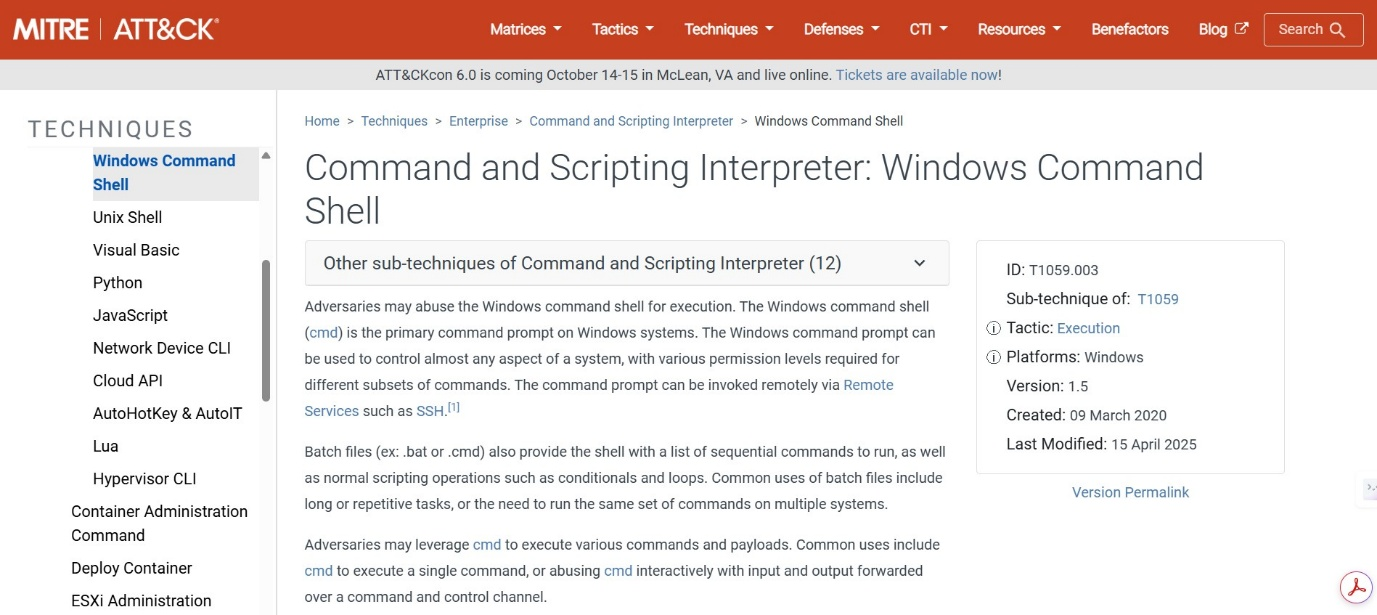 MITRE | ATT&CK®
Matrices
Tactics
Techniques
Defenses
CTI
Resources
Benefactors
Blog
Search
ATT&CKcon 6.0 is coming October 14-15 in McLean, VA and live online. Tickets are available now!
TECHNIQUES
Windows Command
Shell
Unix Shell
Visual Basic
Python
JavaScript
Network Device CLI
Cloud API
AutoHotKey & AutoIT
Lua
Hypervisor CLI
Container Administration
Command
Deploy Container
ESXi Administration
Home > Techniques > Enterprise > Command and Scripting Interpreter > Windows Command Shell
Command and Scripting Interpreter: Windows Command
Shell
Other sub-techniques of Command and Scripting Interpreter (12)
Adversaries may abuse the Windows command shell for execution. The Windows command shell
(cmd) is the primary command prompt on Windows systems. The Windows command prompt can
be used to control almost any aspect of a system, with various permission levels required for
different subsets of commands. The command prompt can be invoked remotely via Remote
Services such as SSH.[1]
Batch files (ex: .bat or .cmd) also provide the shell with a list of sequential commands to run, as well
as normal scripting operations such as conditionals and loops. Common uses of batch files include
long or repetitive tasks, or the need to run the same set of commands on multiple systems.
Adversaries may leverage cmd to execute various commands and payloads. Common uses include
cmd to execute a single command, or abusing cmd interactively with input and output forwarded
over a command and control channel.
ID: T1059.003
Sub-technique of: T1059
Tactic: Execution
Platforms: Windows
Version: 1.5
Created: 09 March 2020
Last Modified: 15 April 2025
Version Permalink